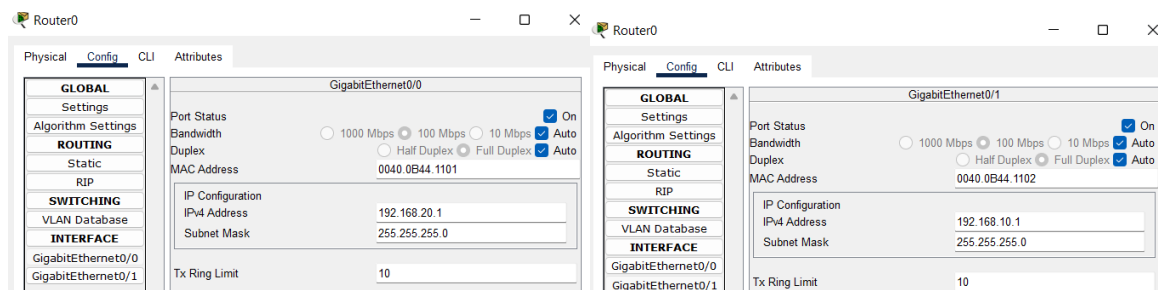 Router0
Physical Config CLI Attributes
GLOBAL
Settings
Algorithm Settings
ROUTING
Static
RIP
SWITCHING
VLAN Database
INTERFACE
GigabitEthernet0/0
GigabitEthernet0/1
GigabitEthernet0/0
Port Status On
Bandwidth 1000 Mbps 100 Mbps 10 Mbps Auto
Duplex Half Duplex Full Duplex Auto
MAC Address 0040.0B44.1101
IP Configuration
IPv4 Address 192.168.20.1
Subnet Mask 255.255.255.0
Tx Ring Limit 10
Router0
Physical Config CLI Attributes
GLOBAL
Settings
Algorithm Settings
ROUTING
Static
RIP
SWITCHING
VLAN Database
INTERFACE
GigabitEthernet0/0
GigabitEthernet0/1
GigabitEthernet0/1
Port Status On
Bandwidth 1000 Mbps 100 Mbps 10 Mbps Auto
Duplex Half Duplex Full Duplex Auto
MAC Address 0040.0B44.1102
IP Configuration
IPv4 Address 192.168.10.1
Subnet Mask 255.255.255.0
Tx Ring Limit 10